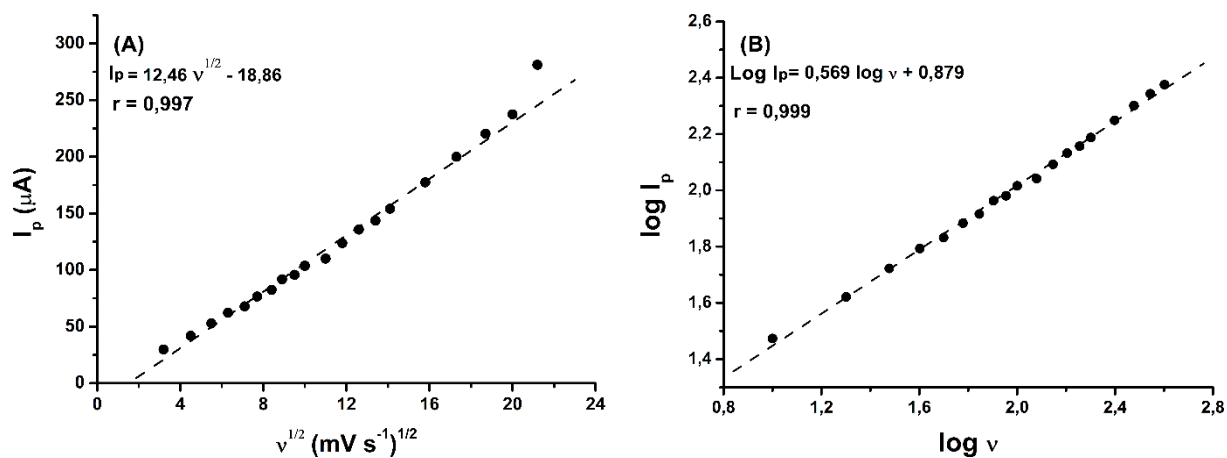 (A)
Ip = 12,46 ν1/2 - 18,86
r = 0,997
300
250
200
150
100
50
0
Ip (μA)
0 4 8 12 16 20 24
ν1/2 (mV s-1)1/2
(B)
Log Ip= 0,569 log ν + 0,879
r = 0,999
2,6
2,4
2,2
2,0
1,8
1,6
1,4
log Ip
0,8 1,2 1,6 2,0 2,4 2,8
log ν